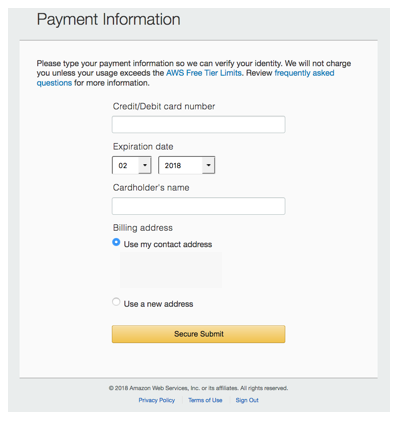 Payment Information
Please type your payment information so we can verify your identity. We will not charge
you unless your usage exceeds the AWS Free Tier Limits. Review frequently asked
questions for more information.
Credit/Debit card number
Expiration date
02 2018
Cardholder's name
Billing address
Use my contact address
Use a new address
Secure Submit
© 2018 Amazon Web Services, Inc. or its affiliates. All rights reserved.
Privacy Policy Terms of Use Sign Out